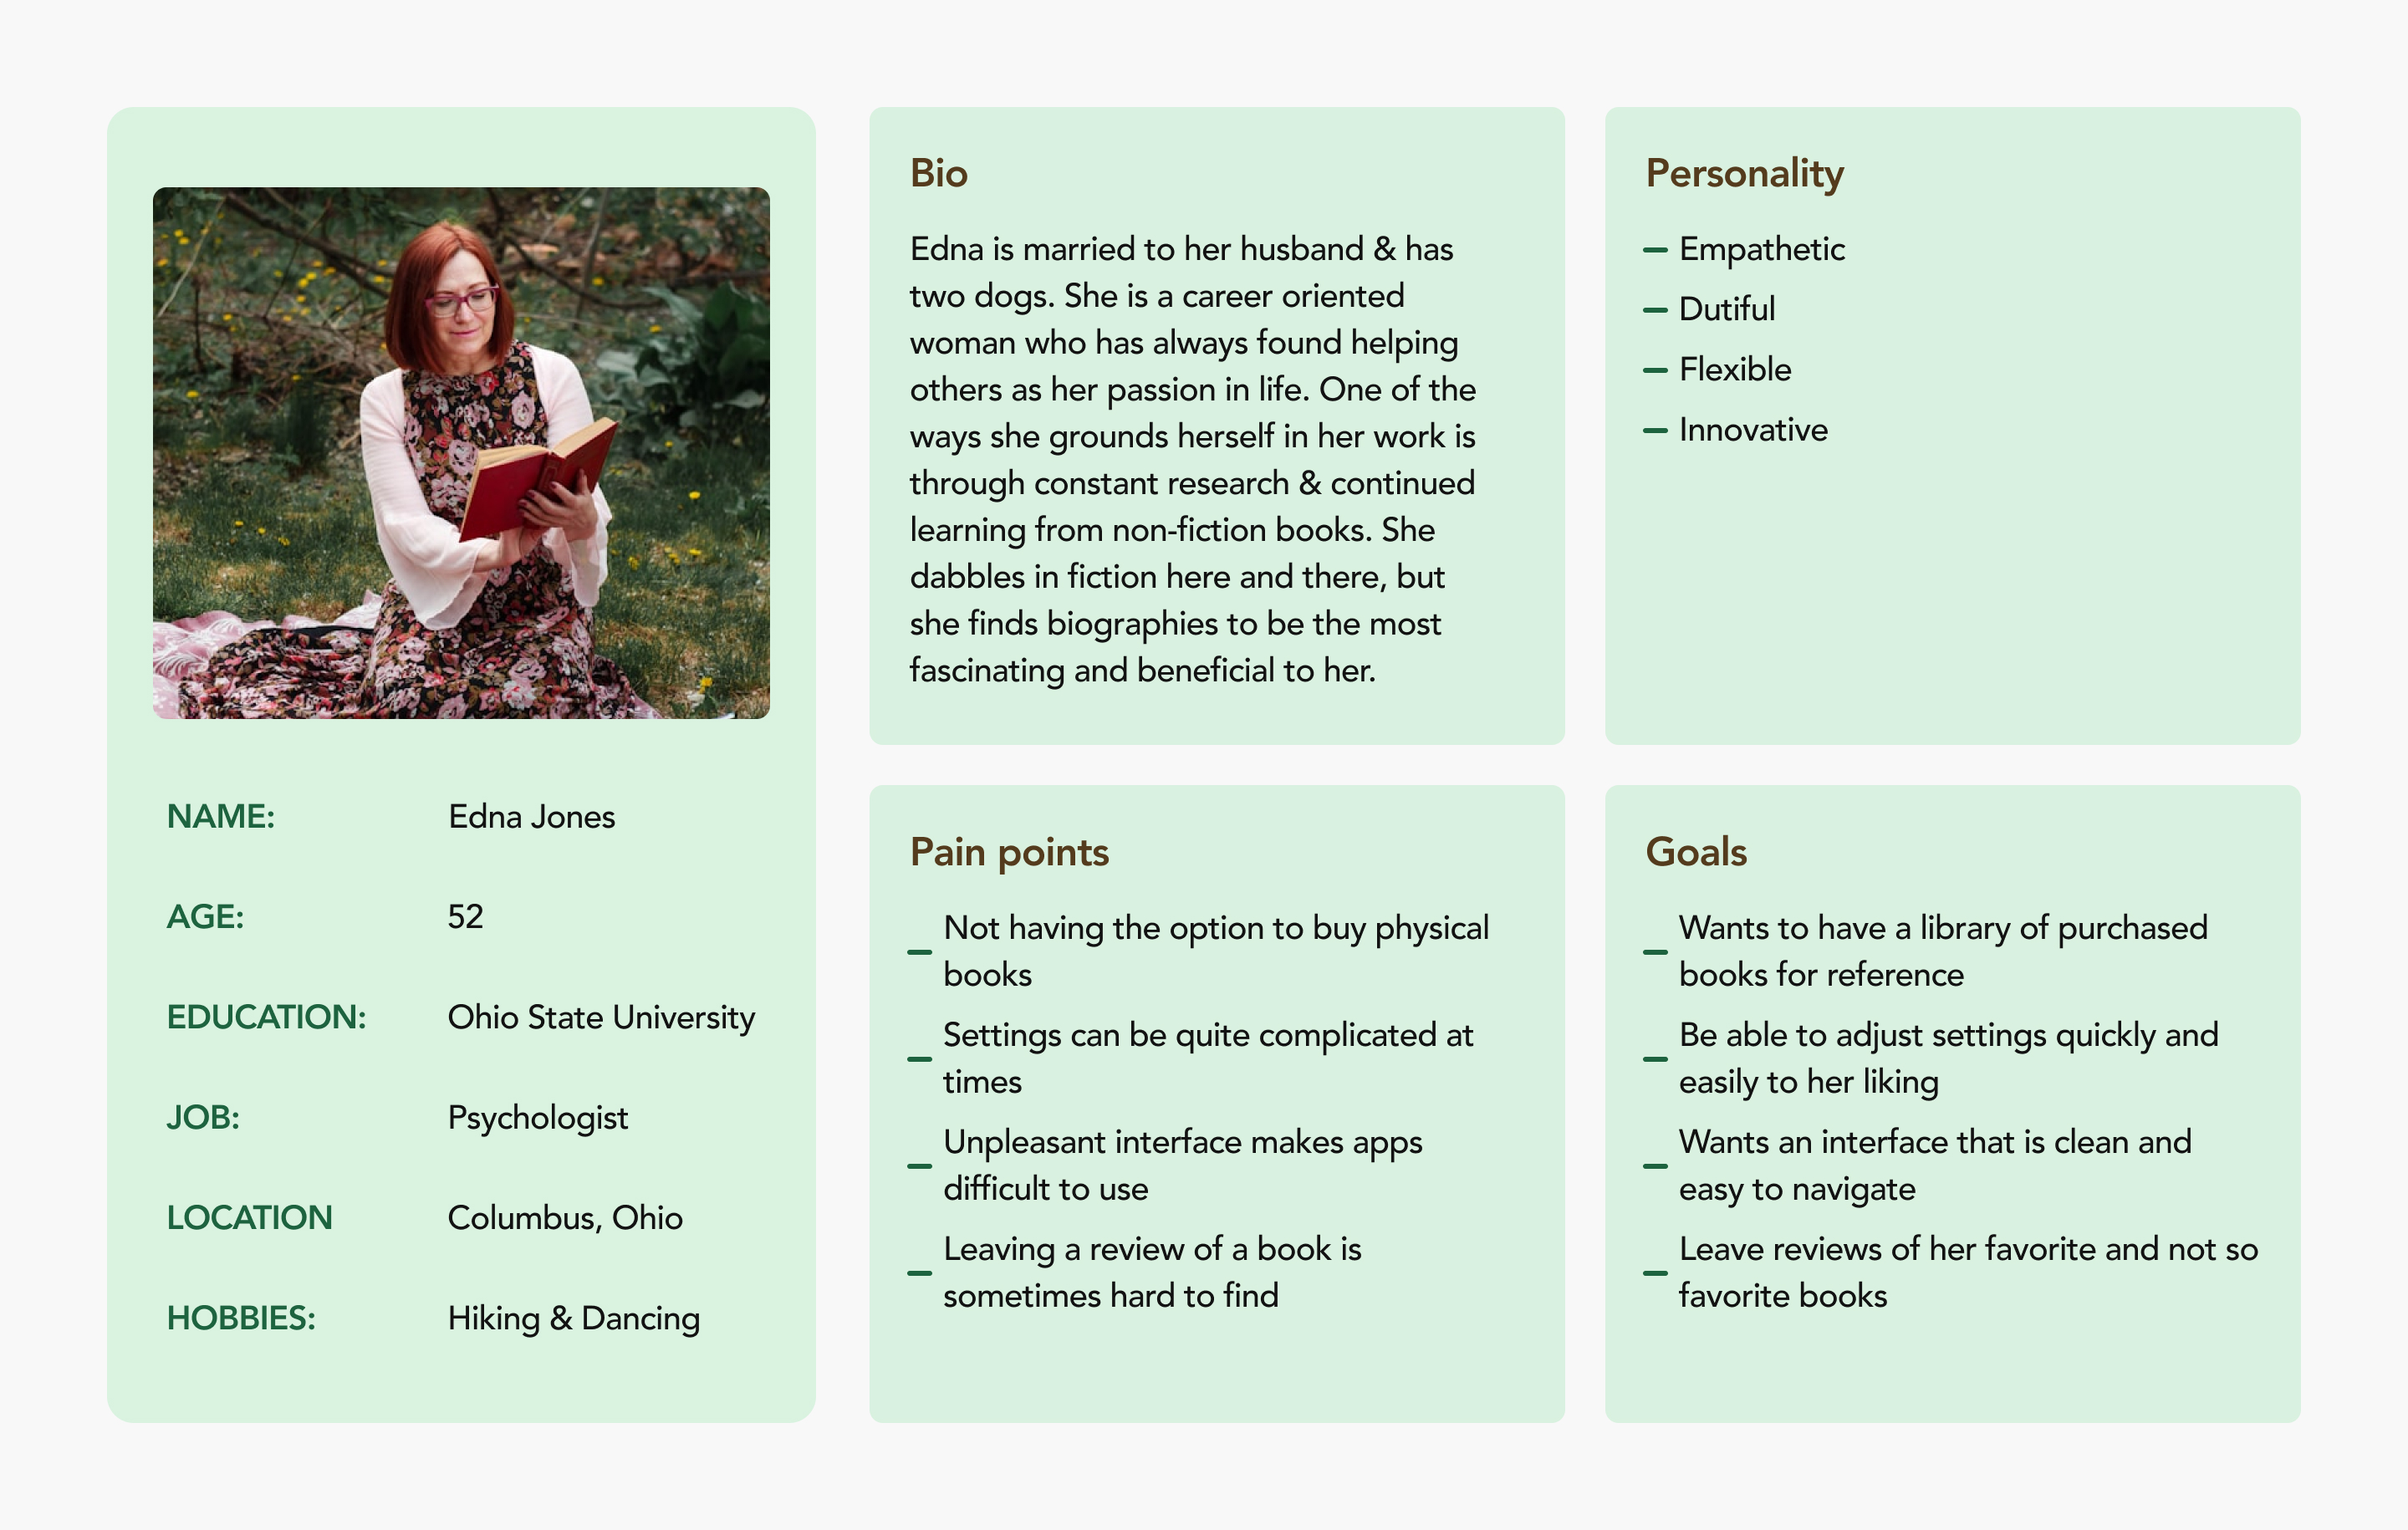 NAME: Edna Jones
AGE: 52
EDUCATION: Ohio State University
JOB: Psychologist
LOCATION Columbus, Ohio
HOBBIES: Hiking & Dancing
Bio
Edna is married to her husband & has
two dogs. She is a career oriented
woman who has always found helping
others as her passion in life. One of the
ways she grounds herself in her work is
through constant research & continued
learning from non-fiction books. She
dabbles in fiction here and there, but
she finds biographies to be the most
fascinating and beneficial to her.
Personality
Empathetic
Dutiful
Flexible
Innovative
Pain points
Not having the option to buy physical
books
Settings can be quite complicated at
times
Unpleasant interface makes apps
difficult to use
Leaving a review of a book is
sometimes hard to find
Goals
Wants to have a library of purchased
books for reference
Be able to adjust settings quickly and
easily to her liking
Wants an interface that is clean and
easy to navigate
Leave reviews of her favorite and not so
favorite books